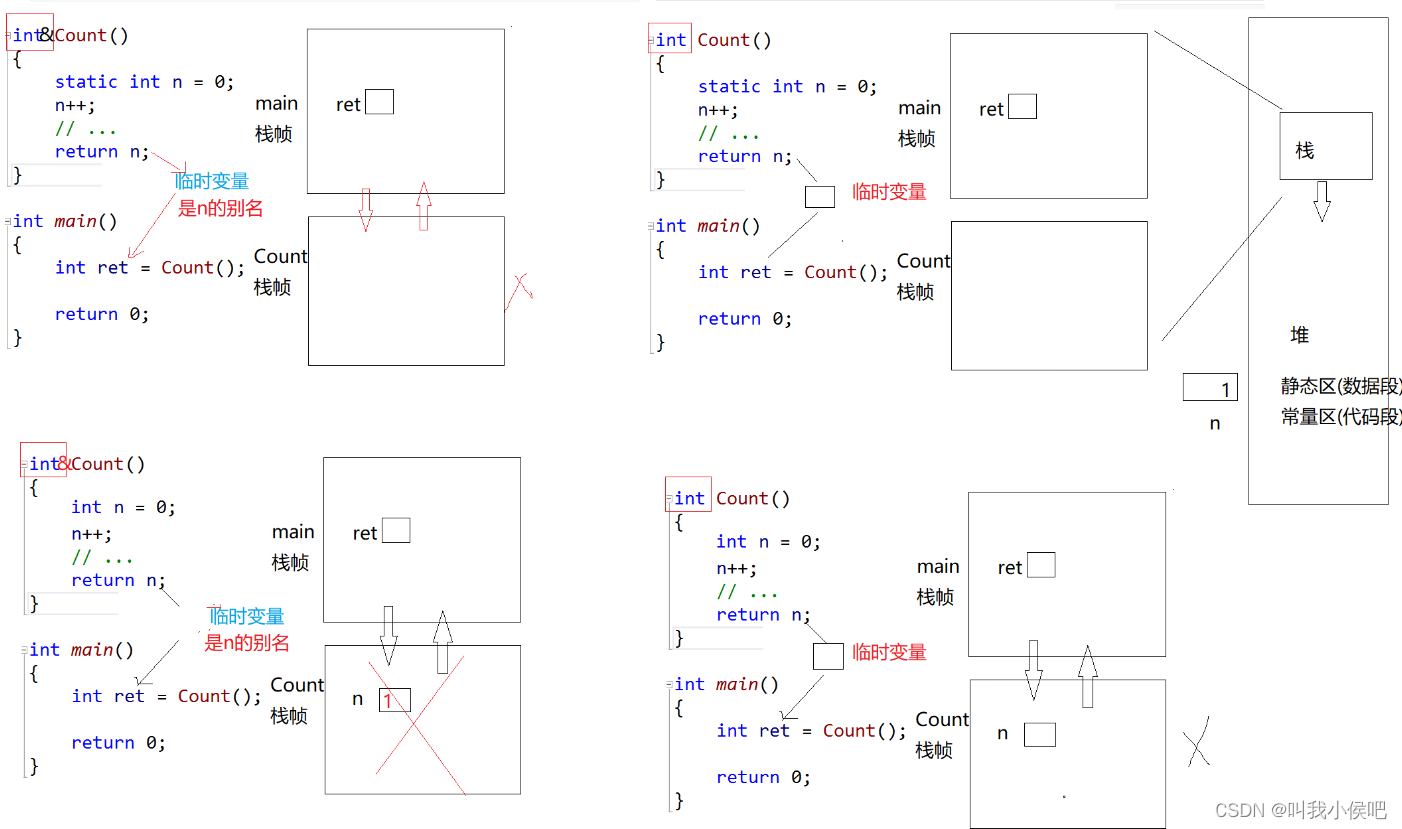 int&Count()
{
static int n = 0;
n++;
// ...
return n;
}
临时变量
是n的别名
int main()
{
int ret = Count();
return 0;
}
main
栈帧
ret
Count
栈帧
int Count()
{
static int n = 0;
n++;
// ...
return n;
}
临时变量
int main()
{
int ret = Count();
return 0;
}
main
栈帧
ret
Count
栈帧
栈
堆
静态区(数据段)
常量区(代码段)
1
n
int&Count()
{
int n = 0;
n++;
// ...
return n;
}
临时变量
是n的别名
int main()
{
int ret = Count();
return 0;
}
main
栈帧
ret
Count
栈帧
n 1
int Count()
{
int n = 0;
n++;
// ...
return n;
}
临时变量
int main()
{
int ret = Count();
return 0;
}
main
栈帧
ret
Count
栈帧
n
CSDN @叫我小侯吧